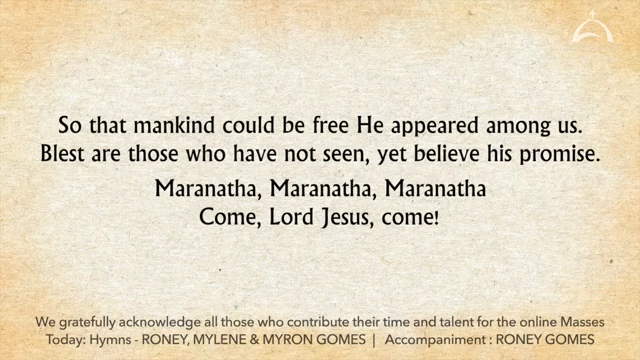 So that mankind could be free He appeared among us.
Blest are those who have not seen, yet believe his promise.
Maranatha, Maranatha, Maranatha
Come, Lord Jesus, come!
We gratefully acknowledge all those who contribute their time and talent for the online Masses
Today: Hymns - RONEY, MYLENE & MYRON GOMES | Accompaniment : RONEY GOMES